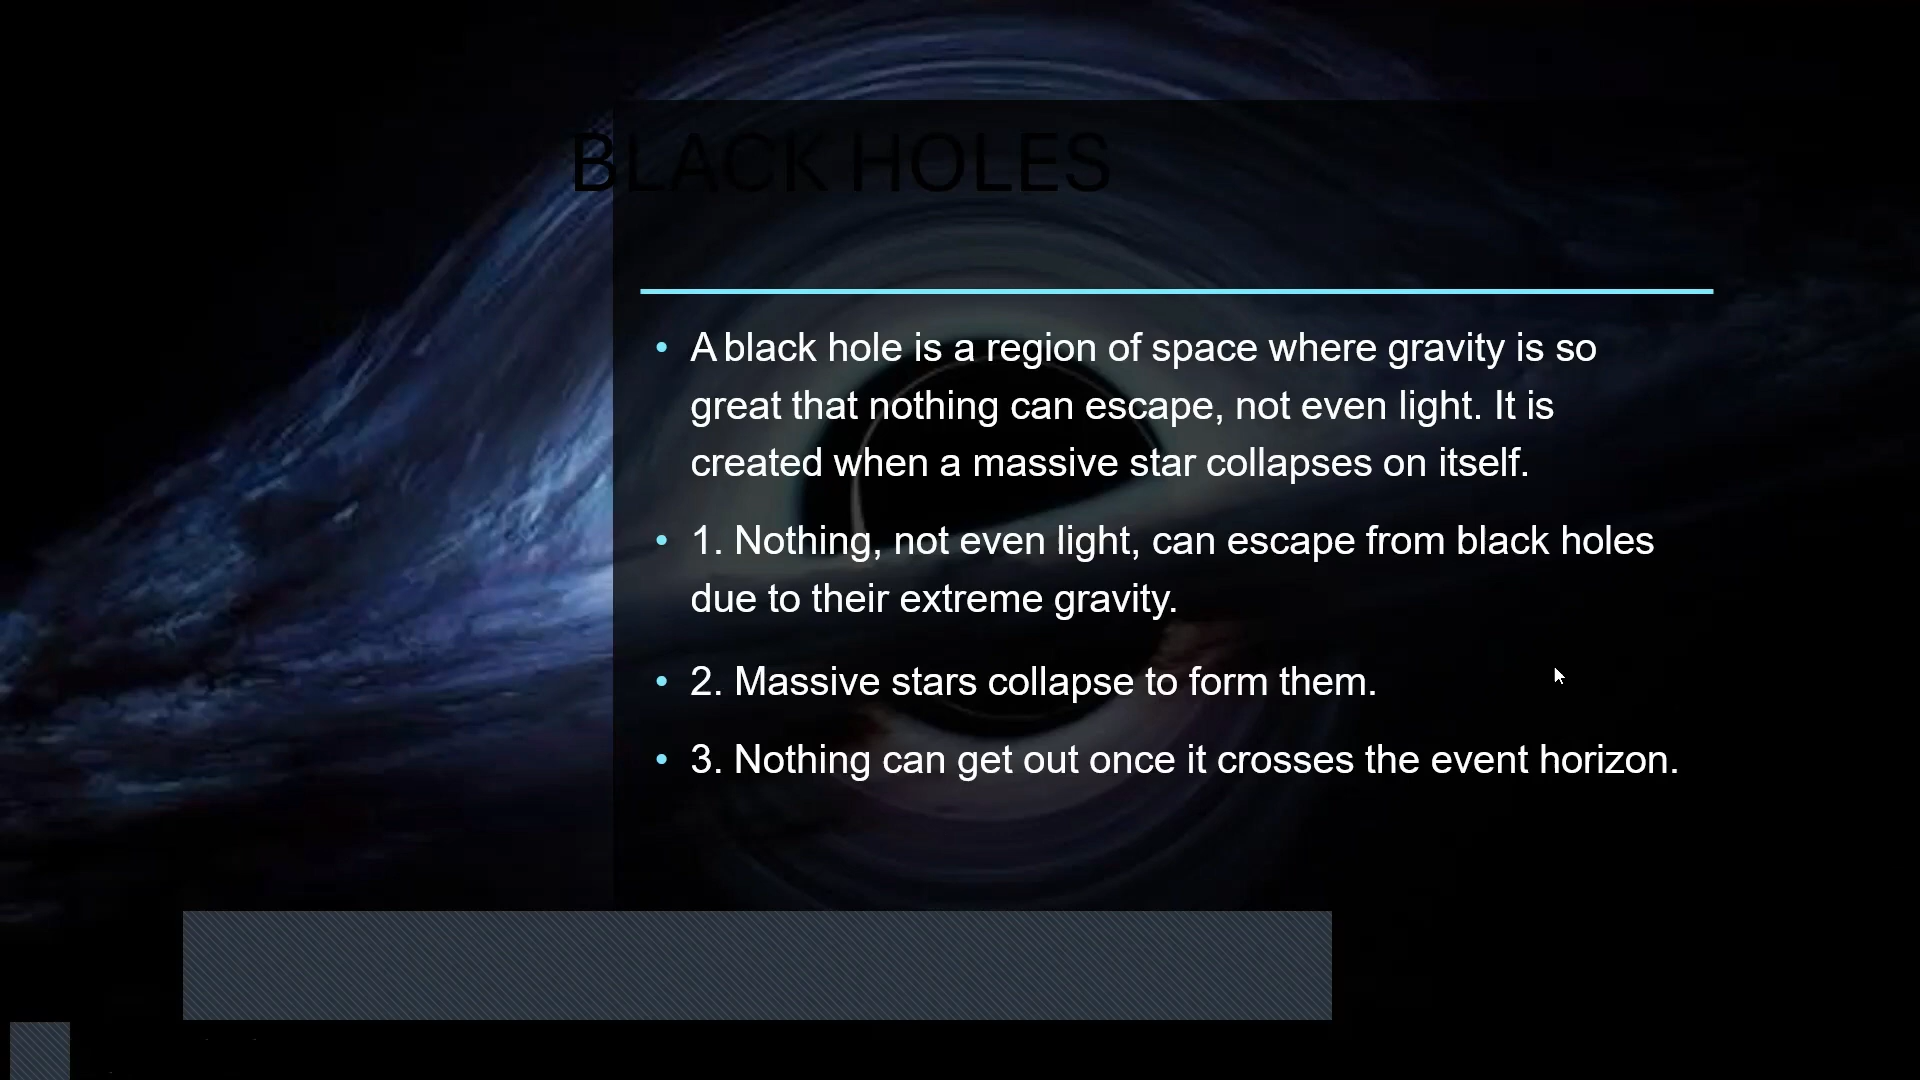 BLACK HOLES
• A black hole is a region of space where gravity is so
great that nothing can escape, not even light. It is
created when a massive star collapses on itself.
• 1. Nothing, not even light, can escape from black holes
due to their extreme gravity.
• 2. Massive stars collapse to form them.
• 3. Nothing can get out once it crosses the event horizon.